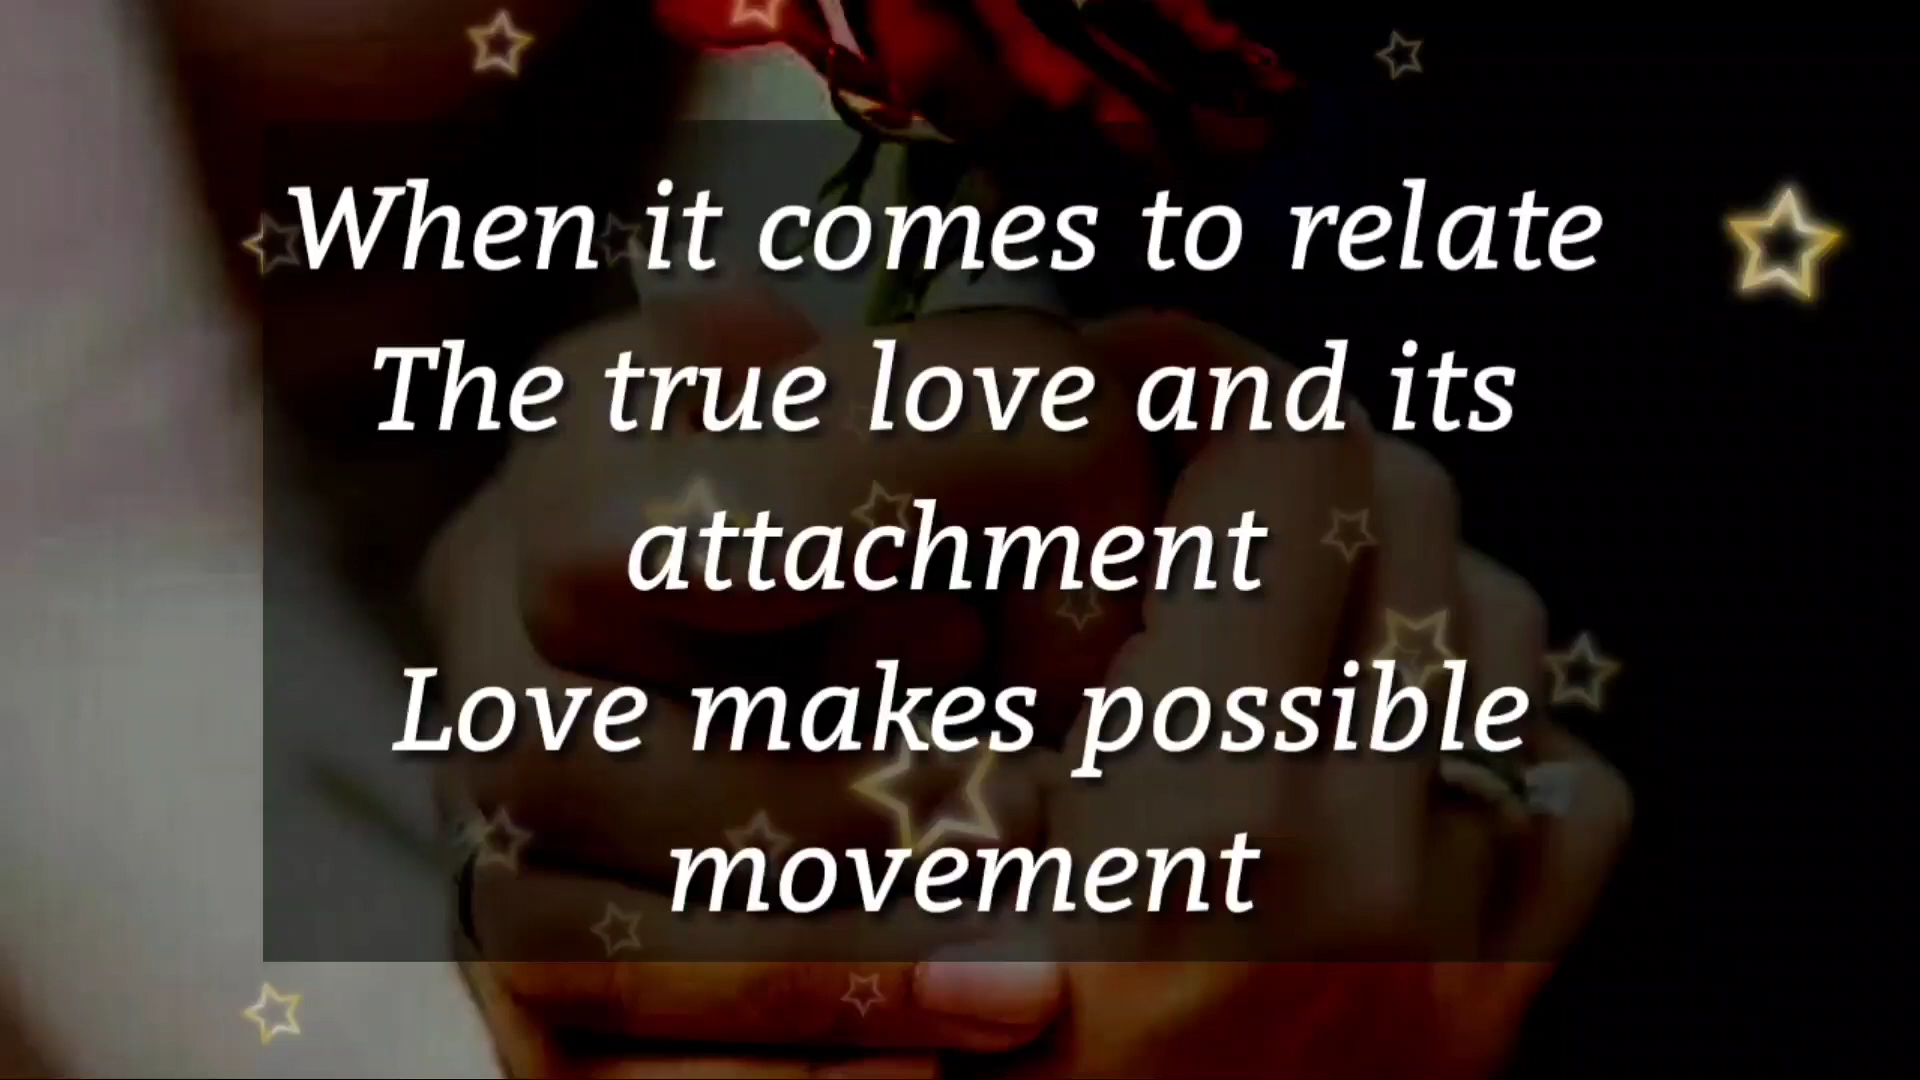 When it comes to relate
The true love and its
attachment
Love makes possible
movement